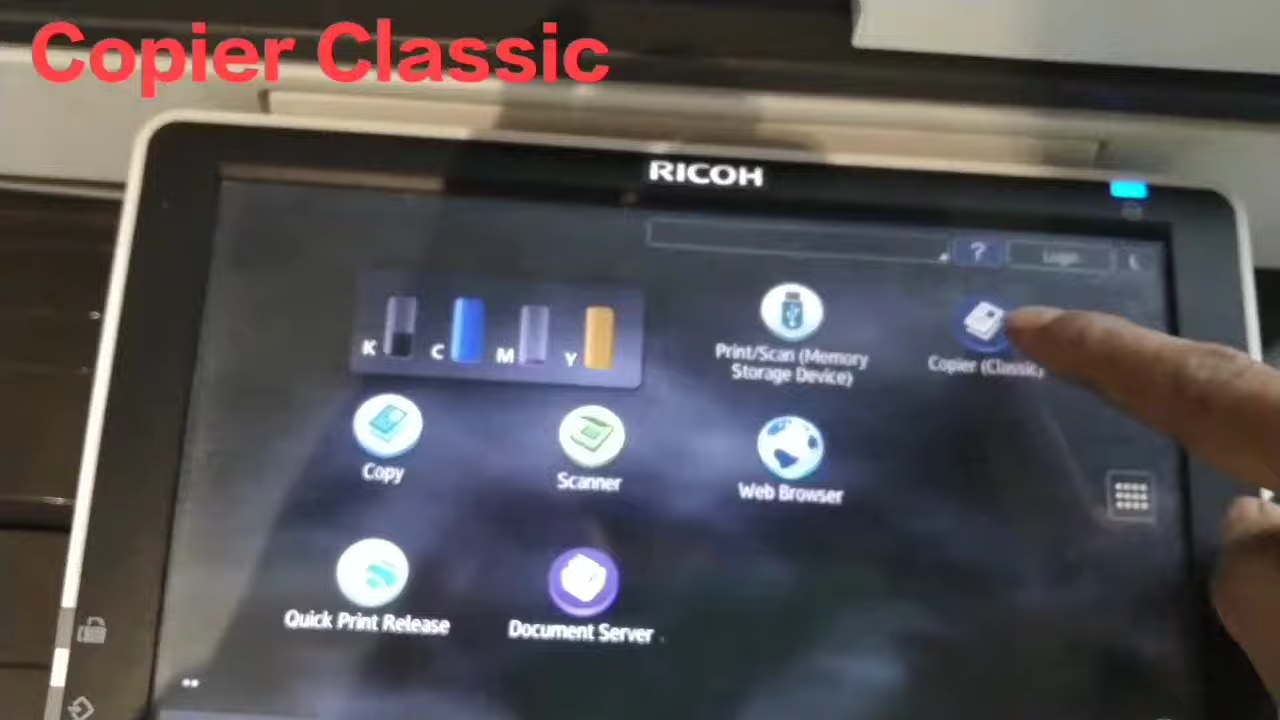 Copier Classic
RICOH
?
Login
K
C
M
Y
Print/Scan (Memory
Storage Device)
Copier (Classic)
Copy
Scanner
Web Browser
Quick Print Release
Document Server